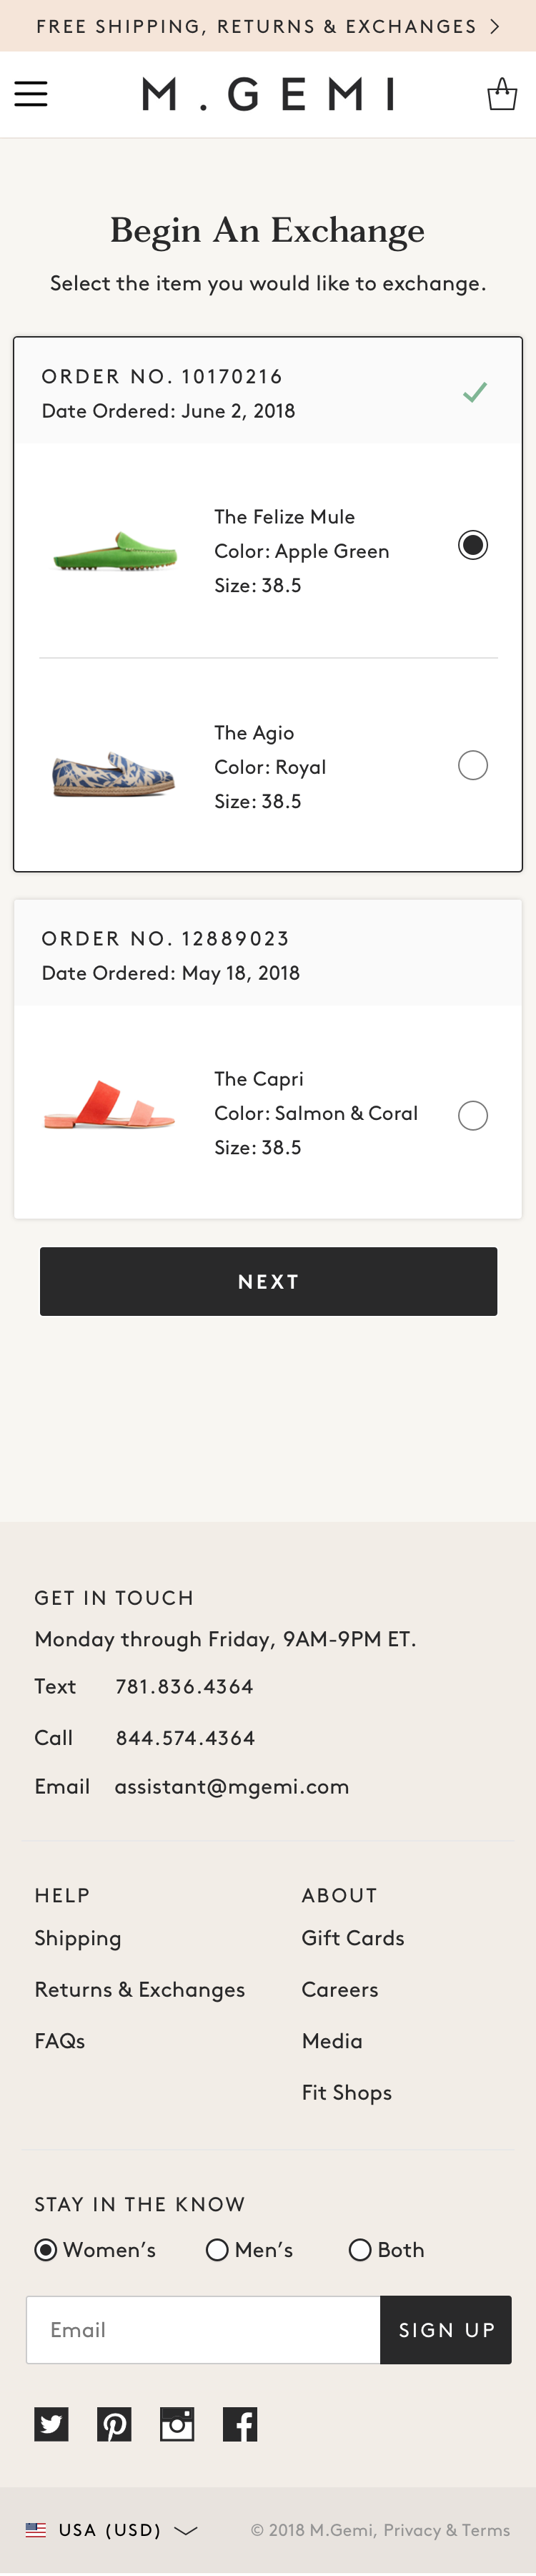 FREE SHIPPING, RETURNS & EXCHANGES
M.GEMI
Begin An Exchange
Select the item you would like to exchange.
ORDER NO. 10170216
Date Ordered: June 2, 2018
The Felize Mule
Color: Apple Green
Size: 38.5
The Agio
Color: Royal
Size: 38.5
ORDER NO. 12889023
Date Ordered: May 18, 2018
The Capri
Color: Salmon & Coral
Size: 38.5
NEXT
GET IN TOUCH
Monday through Friday, 9AM-9PM ET.
Text 781.836.4364
Call 844.574.4364
Email assistant@mgemi.com
HELP
Shipping
Returns & Exchanges
FAQs
ABOUT
Gift Cards
Careers
Media
Fit Shops
STAY IN THE KNOW
Women’s Men’s Both
Email SIGN UP
USA (USD) © 2018 M.Gemi, Privacy & Terms